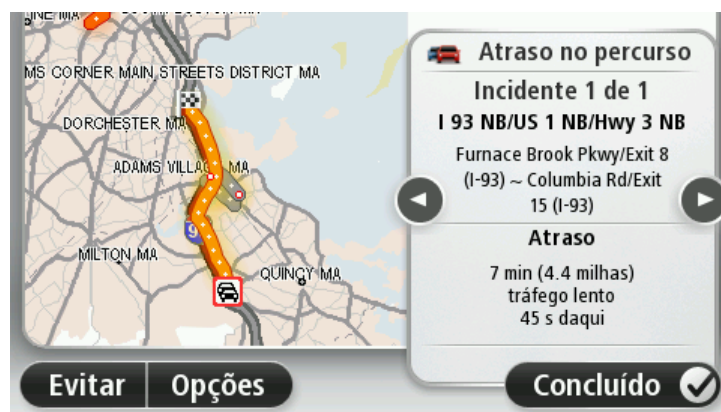 MA
MS CORNER MAIN STREETS DISTRICT MA
DORCHESTER MA
ADAMS VILLAGE MA
9
MILTON MA
QUINCY MA
Atraso no percurso
Incidente 1 de 1
I 93 NB/US 1 NB/Hwy 3 NB
Furnace Brook Pkwy/Exit 8
(I-93) ~ Columbia Rd/Exit
15 (I-93)
Atraso
7 min (4.4 milhas)
tráfego lento
45 s daqui
Evitar
Opções
Concluído